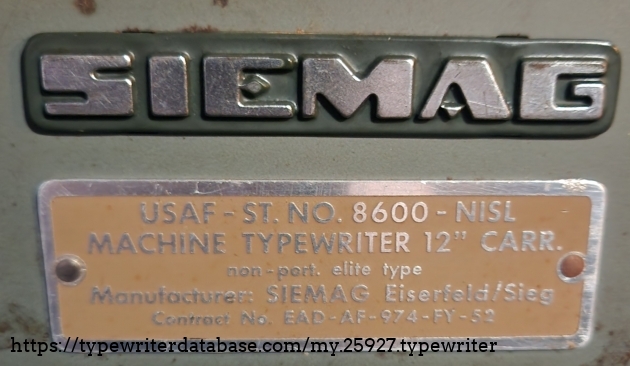 SIEMAG
USAF - ST. NO. 8600 - NISL
MACHINE TYPEWRITER 12" CARR.
non-port. elite type
Manufacturer: SIEMAG Eiserfeld/Sieg
Contract No. EAD-AF-974-FY-52
https://typewriterdatabase.com/my.25927.typewriter